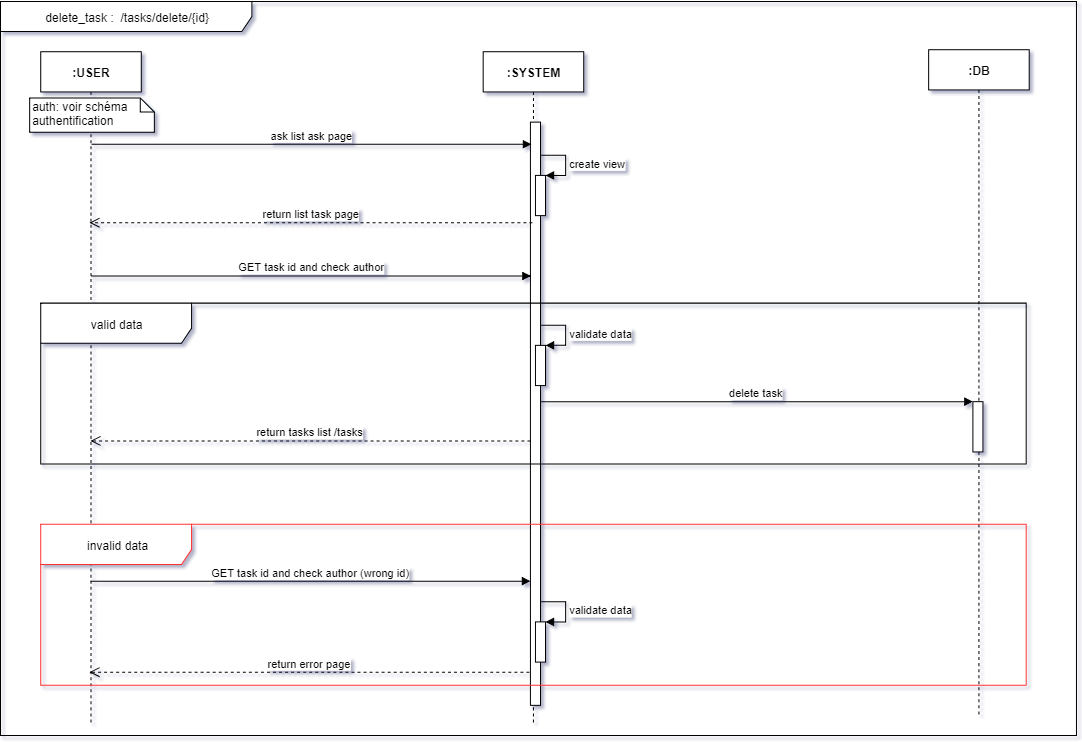 delete_task : /tasks/delete/{id}
:USER
:SYSTEM
:DB
auth: voir schéma
authentification
ask list ask page
create view
return list task page
GET task id and check author
valid data
validate data
delete task
return tasks list /tasks
invalid data
GET task id and check author (wrong id)
validate data
return error page